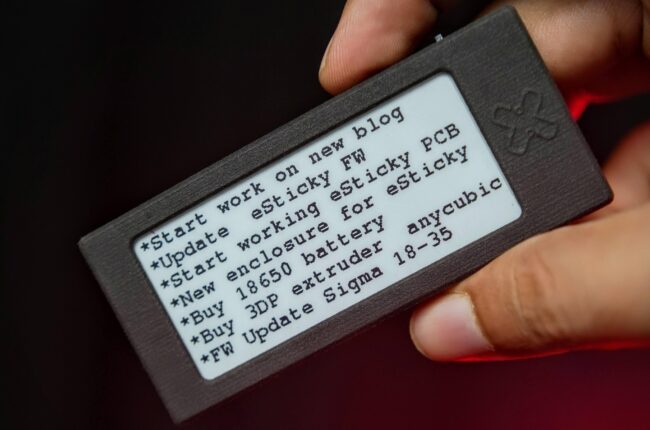 *Start work on new blog
*Update  eSticky FW
*Start working eSticky PCB
*New enclosure for eSticky
*Buy 18650 battery
*Buy 3DP extruder  anycubic
*FW Update Sigma 18-35